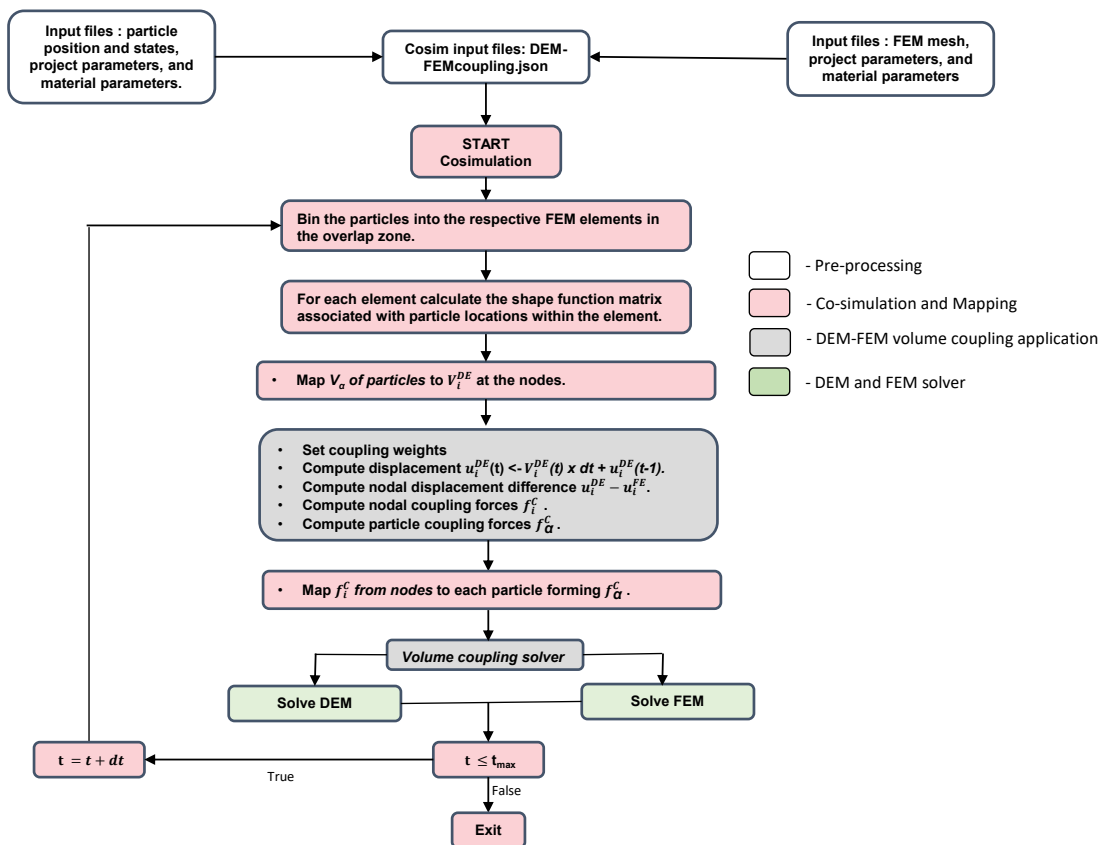 Input files : particle
position and states,
project parameters, and
material parameters.
Cosim input files: DEM-
FEMcoupling.json
Input files : FEM mesh,
project parameters, and
material parameters
START
Cosimulation
Bin the particles into the respective FEM elements in
the overlap zone.
For each element calculate the shape function matrix
associated with particle locations within the element.
• Map V_α of particles to V_i^{DE} at the nodes.
• Set coupling weights
• Compute displacement u_i^{DE}(t) <- V_i^{DE}(t) x dt + u_i^{DE}(t-1).
• Compute nodal displacement difference u_i^{DE} − u_i^{FE}.
• Compute nodal coupling forces f_i^C .
• Compute particle coupling forces f_α^C .
• Map f_i^C from nodes to each particle forming f_α^C .
Volume coupling solver
Solve DEM
Solve FEM
t = t + dt
True
t ≤ t_max
False
Exit
- Pre-processing
- Co-simulation and Mapping
- DEM-FEM volume coupling application
- DEM and FEM solver